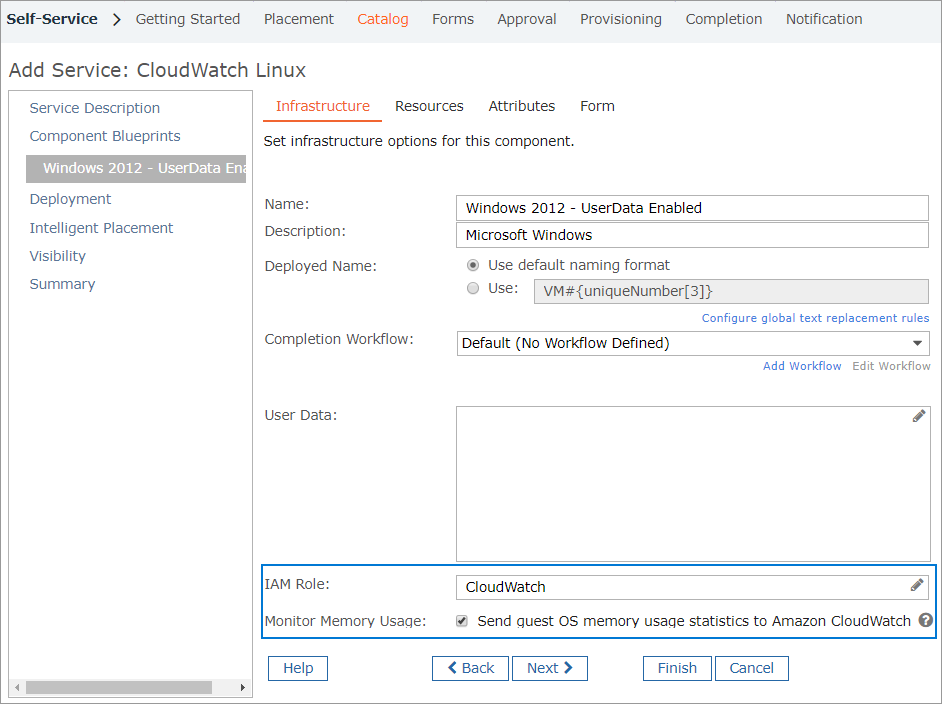 Self-Service > Getting Started Placement Catalog Forms Approval Provisioning Completion Notification
Add Service: CloudWatch Linux
Service Description
Component Blueprints
Windows 2012 - UserData Ena
Deployment
Intelligent Placement
Visibility
Summary
Infrastructure Resources Attributes Form
Set infrastructure options for this component.
Name: Windows 2012 - UserData Enabled
Description: Microsoft Windows
Deployed Name: Use default naming format
Use: VM#{uniqueNumber[3]}
Configure global text replacement rules
Completion Workflow: Default (No Workflow Defined)
Add Workflow Edit Workflow
User Data:
IAM Role: CloudWatch
Monitor Memory Usage: Send guest OS memory usage statistics to Amazon CloudWatch ?
Help Back Next Finish Cancel